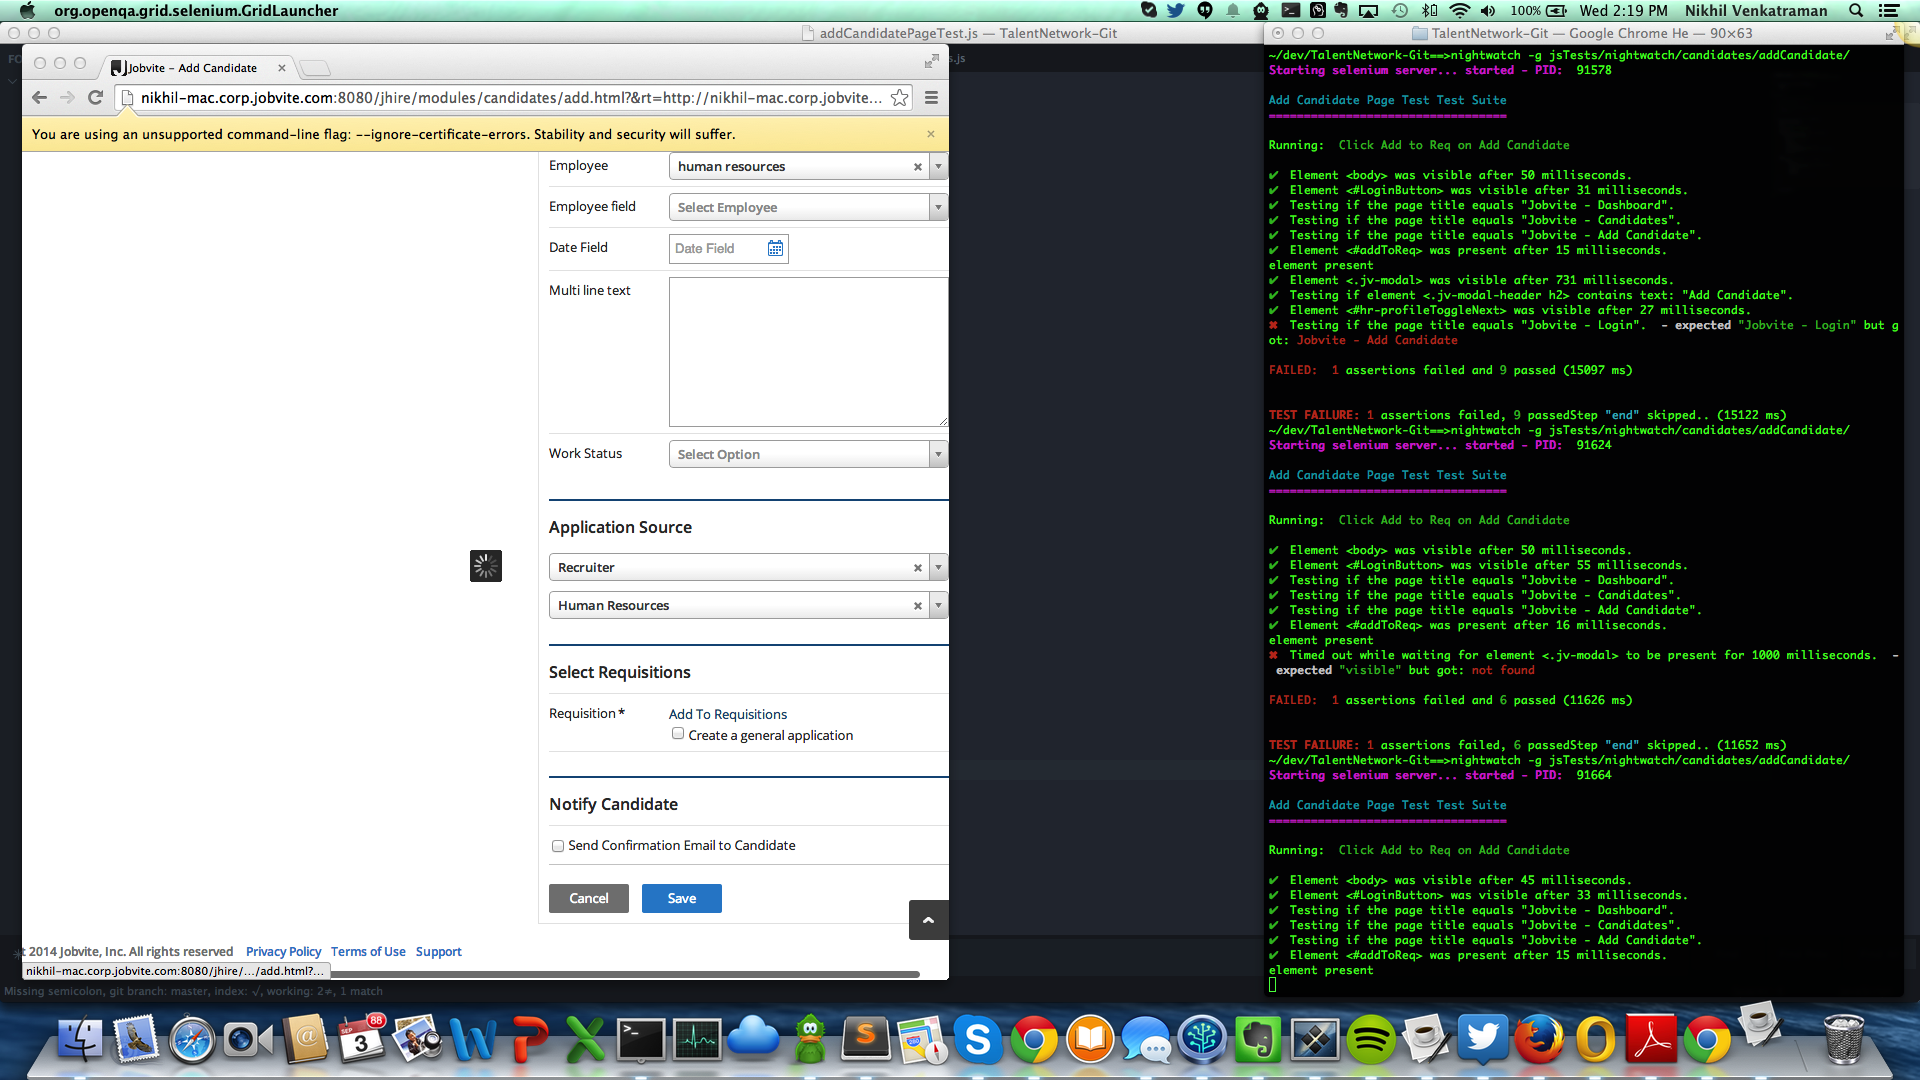 org.openqa.grid.selenium.GridLauncher
100%
Wed 2:19 PM
Nikhil Venkatraman
addCandidatePageTest.js — TalentNetwork-Git
Jobvite - Add Candidate
nikhil-mac.corp.jobvite.com:8080/jhire/modules/candidates/add.html?&rt=http://nikhil-mac.corp.jobvite...
You are using an unsupported command-line flag: --ignore-certificate-errors. Stability and security will suffer.
Employee
human resources
Employee field
Select Employee
Date Field
Date Field
Multi line text
Work Status
Select Option
Application Source
Recruiter
Human Resources
Select Requisitions
Requisition *
Add To Requisitions
Create a general application
Notify Candidate
Send Confirmation Email to Candidate
Cancel
Save
t 2014 Jobvite, Inc. All rights reserved
Privacy Policy
Terms of Use
Support
nikhil-mac.corp.jobvite.com:8080/jhire/.../add.html?...
Missing semicolon, git branch: master, index: √, working: 2≠, 1 match
TalentNetwork-Git — Google Chrome He — 90×63
~/dev/TalentNetwork-Git==>nightwatch -g jsTests/nightwatch/candidates/addCandidate/
Starting selenium server... started - PID:  91578
Add Candidate Page Test Test Suite
==================================
Running:  Click Add to Req on Add Candidate
✔  Element <body> was visible after 50 milliseconds.
✔  Element <#LoginButton> was visible after 31 milliseconds.
✔  Testing if the page title equals "Jobvite - Dashboard".
✔  Testing if the page title equals "Jobvite - Candidates".
✔  Testing if the page title equals "Jobvite - Add Candidate".
✔  Element <#addToReq> was present after 15 milliseconds.
element present
✔  Element <.jv-modal> was visible after 731 milliseconds.
✔  Testing if element <.jv-modal-header h2> contains text: "Add Candidate".
✔  Element <#hr-profileToggleNext> was visible after 27 milliseconds.
✖  Testing if the page title equals "Jobvite - Login".  - expected "Jobvite - Login" but g
ot: Jobvite - Add Candidate
FAILED:  1 assertions failed and 9 passed (15097 ms)
TEST FAILURE: 1 assertions failed, 9 passedStep "end" skipped.. (15122 ms)
~/dev/TalentNetwork-Git==>nightwatch -g jsTests/nightwatch/candidates/addCandidate/
Starting selenium server... started - PID:  91624
Add Candidate Page Test Test Suite
==================================
Running:  Click Add to Req on Add Candidate
✔  Element <body> was visible after 50 milliseconds.
✔  Element <#LoginButton> was visible after 55 milliseconds.
✔  Testing if the page title equals "Jobvite - Dashboard".
✔  Testing if the page title equals "Jobvite - Candidates".
✔  Testing if the page title equals "Jobvite - Add Candidate".
✔  Element <#addToReq> was present after 16 milliseconds.
element present
✖  Timed out while waiting for element <.jv-modal> to be present for 1000 milliseconds.  -
expected "visible" but got: not found
FAILED:  1 assertions failed and 6 passed (11626 ms)
TEST FAILURE: 1 assertions failed, 6 passedStep "end" skipped.. (11652 ms)
~/dev/TalentNetwork-Git==>nightwatch -g jsTests/nightwatch/candidates/addCandidate/
Starting selenium server... started - PID:  91664
Add Candidate Page Test Test Suite
==================================
Running:  Click Add to Req on Add Candidate
✔  Element <body> was visible after 45 milliseconds.
✔  Element <#LoginButton> was visible after 33 milliseconds.
✔  Testing if the page title equals "Jobvite - Dashboard".
✔  Testing if the page title equals "Jobvite - Candidates".
✔  Testing if the page title equals "Jobvite - Add Candidate".
✔  Element <#addToReq> was present after 15 milliseconds.
element present
SEP
3
88